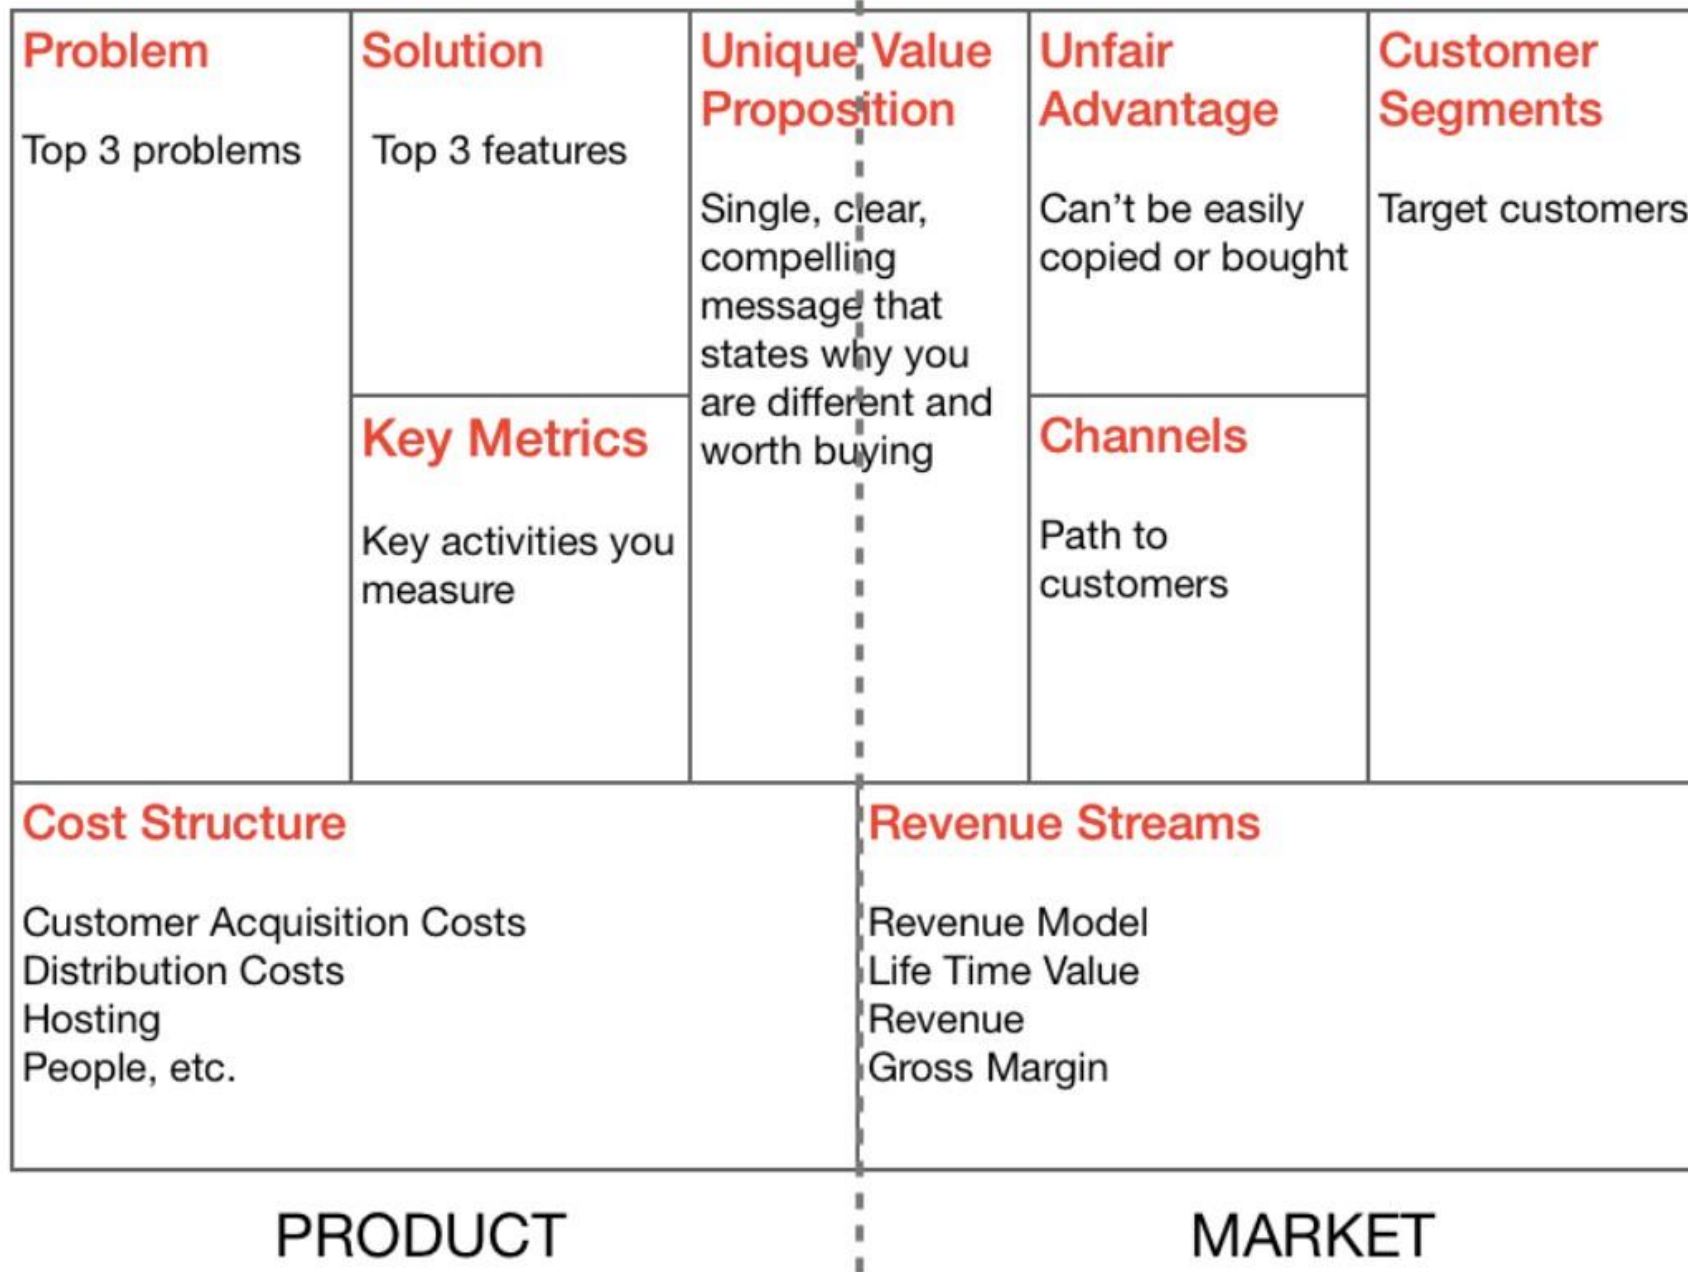 Problem
Top 3 problems
Solution
Top 3 features
Key Metrics
Key activities you
measure
Unique Value
Proposition
Single, clear,
compelling
message that
states why you
are different and
worth buying
Unfair
Advantage
Can't be easily
copied or bought
Channels
Path to
customers
Customer
Segments
Target customers
Cost Structure
Customer Acquisition Costs
Distribution Costs
Hosting
People, etc.
Revenue Streams
Revenue Model
Life Time Value
Revenue
Gross Margin
PRODUCT
MARKET